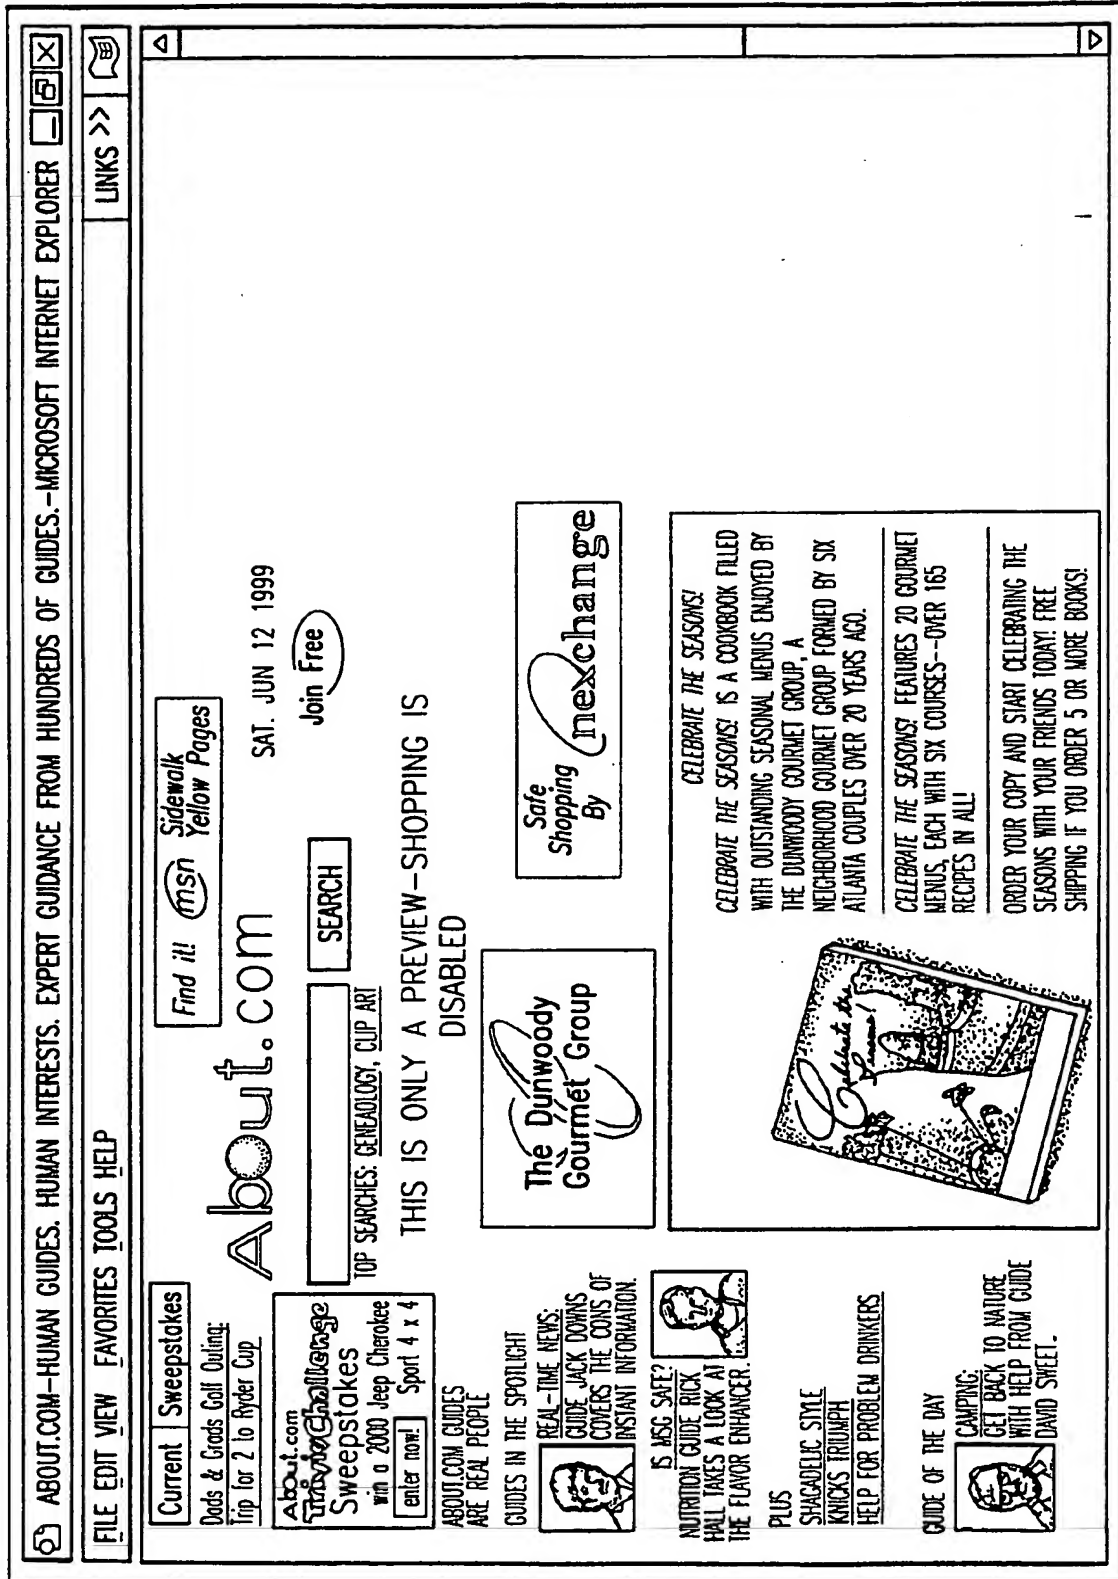 ABOUT.COM—HUMAN GUIDES. HUMAN INTERESTS. EXPERT GUIDANCE FROM HUNDREDS OF GUIDES.—MICROSOFT INTERNET EXPLORER
FILE EDIT VIEW FAVORITES TOOLS HELP
LINKS >>
Current Sweepstakes
Dads & Grads Golf Outing:
Trip for 2 to Ryder Cup
Find it! msn Sidewalk
Yellow Pages
About.com
SAT. JUN 12 1999
About.com
Trivia Challenge
Sweepstakes
win a 2000 Jeep Cherokee
enter now! Sport 4 x 4
SEARCH
Join Free
TOP SEARCHES: GENEADLOGY, CLIP ART
THIS IS ONLY A PREVIEW—SHOPPING IS
DISABLED
ABOUT.COM GUIDES
ARE REAL PEOPLE
GUIDES IN THE SPOTLIGHT
REAL—TIME NEWS:
GUIDE JACK DOWNS
COVERS THE CONS OF
INSTANT INFORMATION.
IS MSG SAFE?
NUTRITION GUIDE RICK
HALL TAKES A LOOK AT
THE FLAVOR ENHANCER.
PLUS
SHAGADELIC STYLE
KNICKS TRIUMPH
HELP FOR PROBLEM DRINKERS
GUIDE OF THE DAY
CAMPING:
GET BACK TO NATURE
WITH HELP FROM GUIDE
DAVID SWEET.
The Dunwoody
Gourmet Group
Safe
Shopping
By
nexchange
Celebrate the
Seasons!
CELEBRATE THE SEASONS!
CELEBRATE THE SEASONS! IS A COOKBOOK FILLED
WITH OUTSTANDING SEASONAL MENUS ENJOYED BY
THE DUNWOODY GOURMET GROUP, A
NEIGHBORHOOD GOURMET GROUP FORMED BY SIX
ATLANTA COUPLES OVER 20 YEARS AGO.
CELEBRATE THE SEASONS! FEATURES 20 GOURMET
MENUS, EACH WITH SIX COURSES--OVER 165
RECIPES IN ALL!
ORDER YOUR COPY AND START CELEBRATING THE
SEASONS WITH YOUR FRIENDS TODAY! FREE
SHIPPING IF YOU ORDER 5 OR MORE BOOKS!